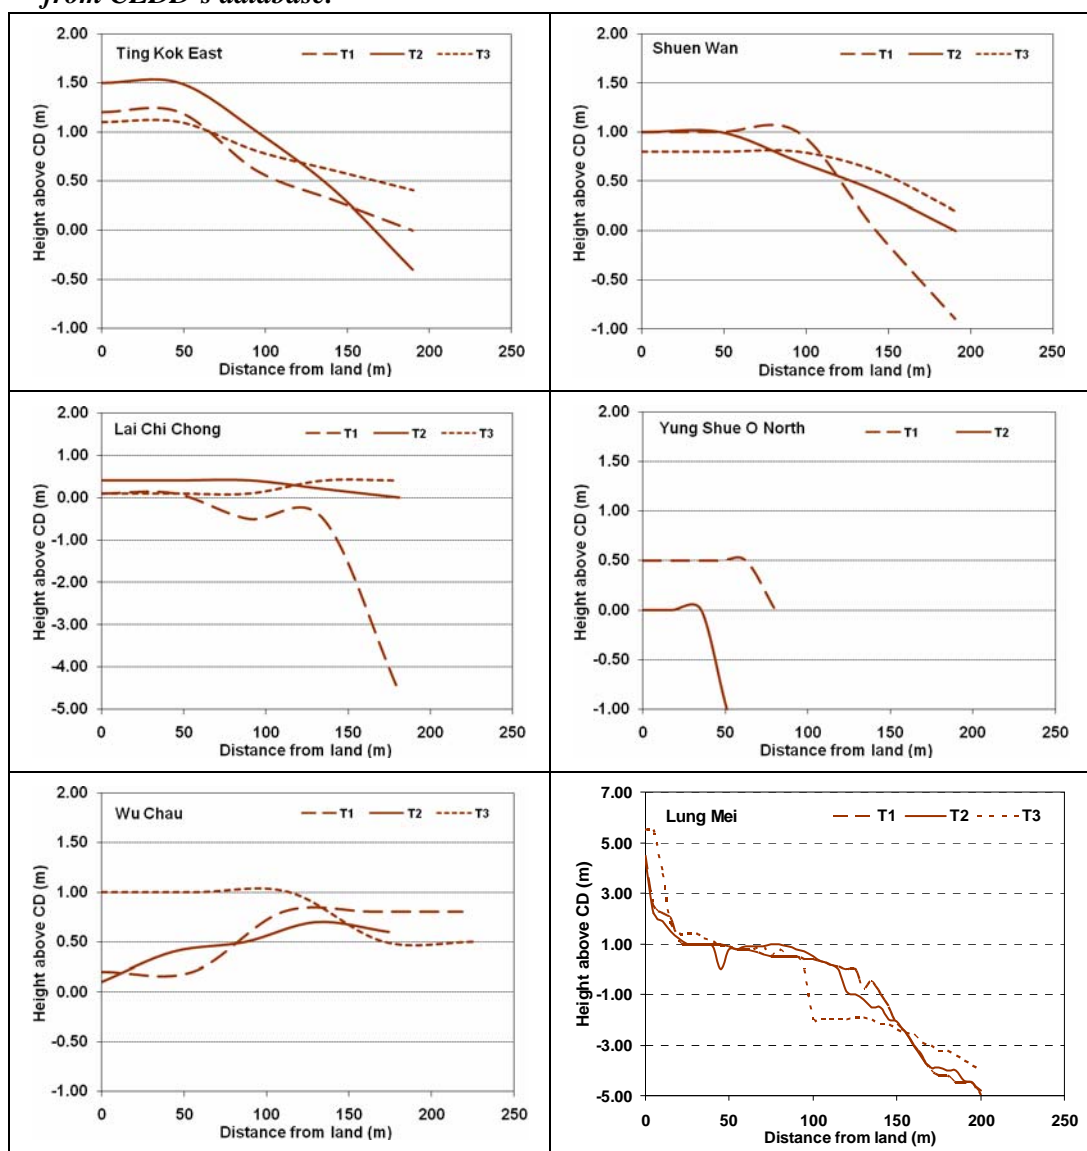 from CEDD's database.
Ting Kok East
T1 T2 T3
2.00
1.50
1.00
0.50
0.00
-0.50
-1.00
Height above CD (m)
0 50 100 150 200 250
Distance from land (m)
Shuen Wan
T1 T2 T3
2.00
1.50
1.00
0.50
0.00
-0.50
-1.00
Height above CD (m)
0 50 100 150 200 250
Distance from land (m)
Lai Chi Chong
T1 T2 T3
2.00
1.00
0.00
-1.00
-2.00
-3.00
-4.00
-5.00
Height above CD (m)
0 50 100 150 200 250
Distance from land (m)
Yung Shue O North
T1 T2
2.00
1.50
1.00
0.50
0.00
-0.50
-1.00
Height above CD (m)
0 50 100 150 200 250
Distance from land (m)
Wu Chau
T1 T2 T3
2.00
1.50
1.00
0.50
0.00
-0.50
-1.00
Height above CD (m)
0 50 100 150 200 250
Distance from land (m)
Lung Mei
T1 T2 T3
7.00
5.00
3.00
1.00
-1.00
-3.00
-5.00
Height above CD (m)
0 50 100 150 200
Distance from land (m)